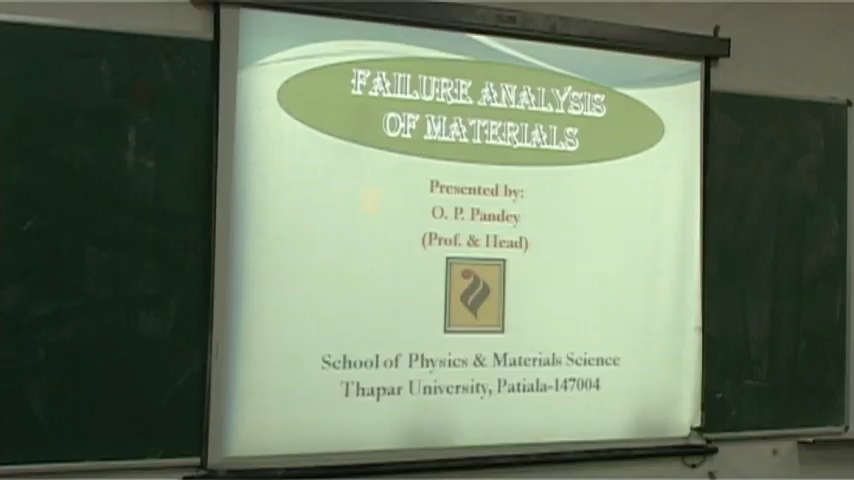 FAILURE ANALYSIS
OF MATERIALS
Presented by:
O. P. Pandey
(Prof. & Head)
School of Physics & Materials Science
Thapar University, Patiala-147004